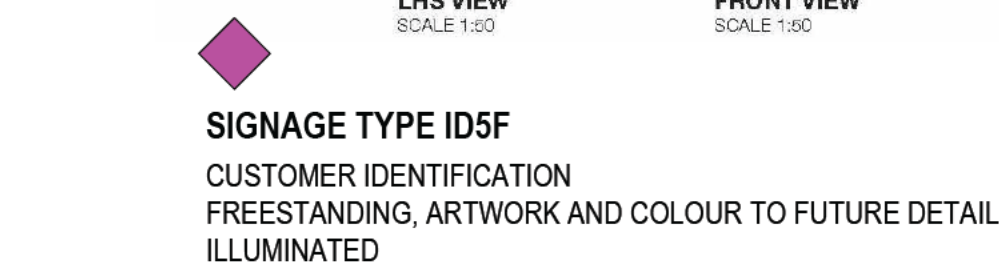 LHS VIEW FRONT VIEW
SCALE 1:50 SCALE 1:50
SIGNAGE TYPE ID5F
CUSTOMER IDENTIFICATION
FREESTANDING, ARTWORK AND COLOUR TO FUTURE DETAIL
ILLUMINATED